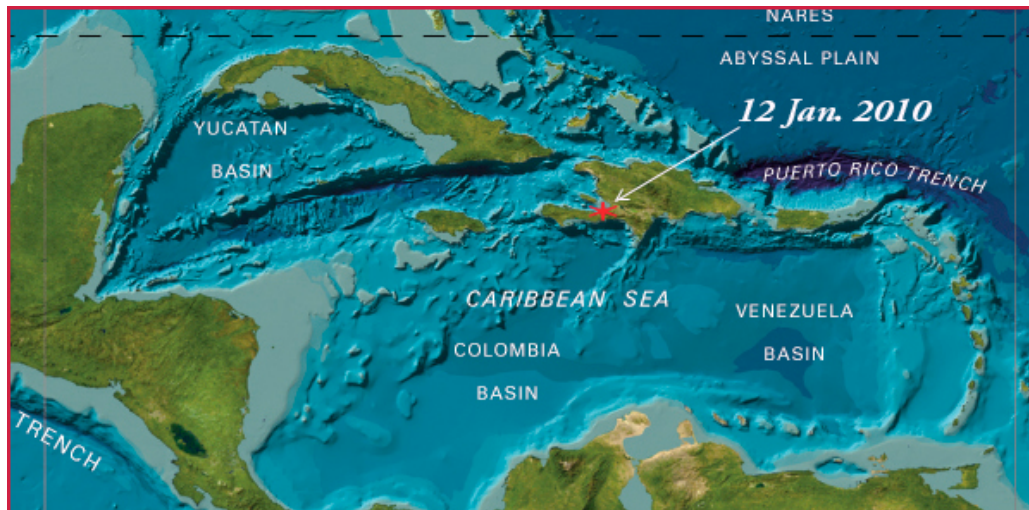 NARES
ABYSSAL PLAIN
12 Jan. 2010
YUCATAN
BASIN
PUERTO RICO TRENCH
CARIBBEAN SEA
VENEZUELA
BASIN
COLOMBIA
BASIN
TRENCH